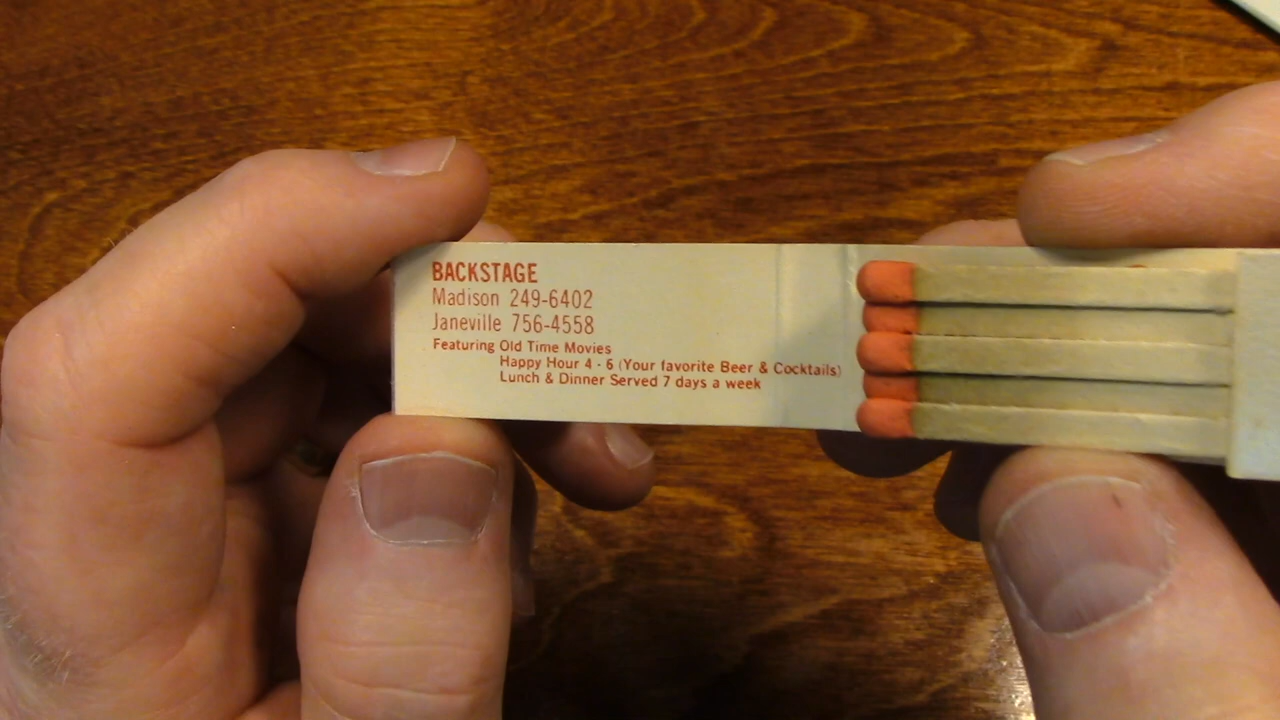 BACKSTAGE
Madison 249-6402
Janeville 756-4558
Featuring Old Time Movies
Happy Hour 4 - 6 (Your favorite Beer & Cocktails)
Lunch & Dinner Served 7 days a week